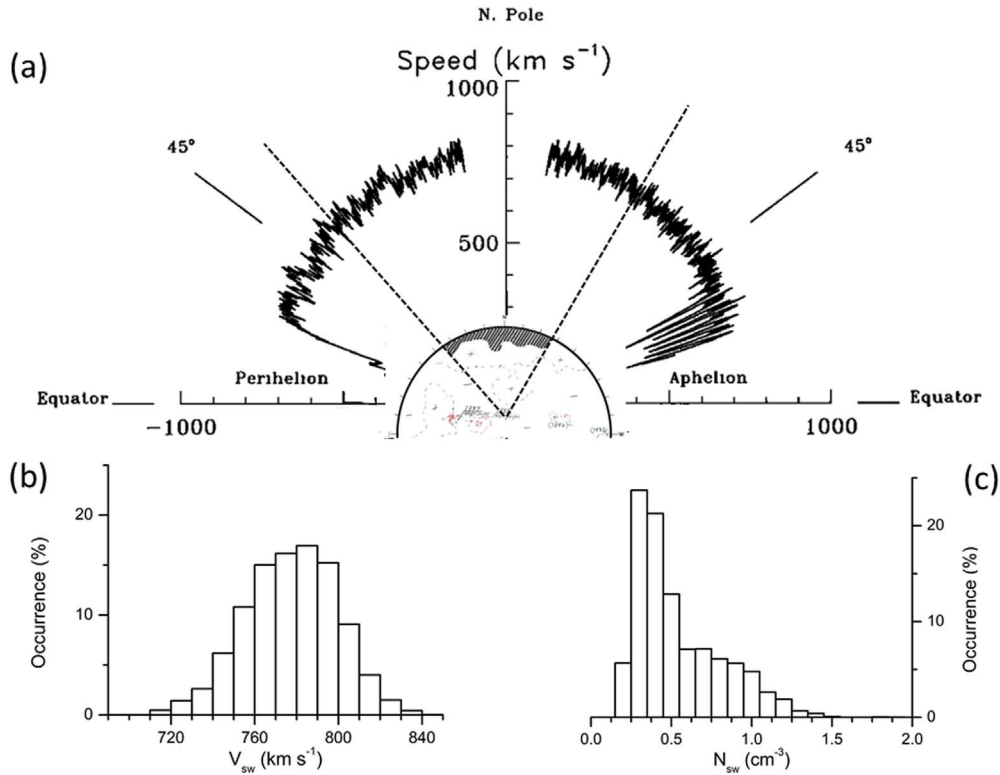 N. Pole
(a)
Speed (km s⁻¹)
1000
45° 45°
500
Perihelion Aphelion
Equator Equator
−1000 1000
(b) (c)
20
10
0
Occurrence (%)
720 760 800 840
V_sw (km s⁻¹)
20
10
0
Occurrence (%)
0.0 0.5 1.0 1.5 2.0
N_sw (cm⁻³)